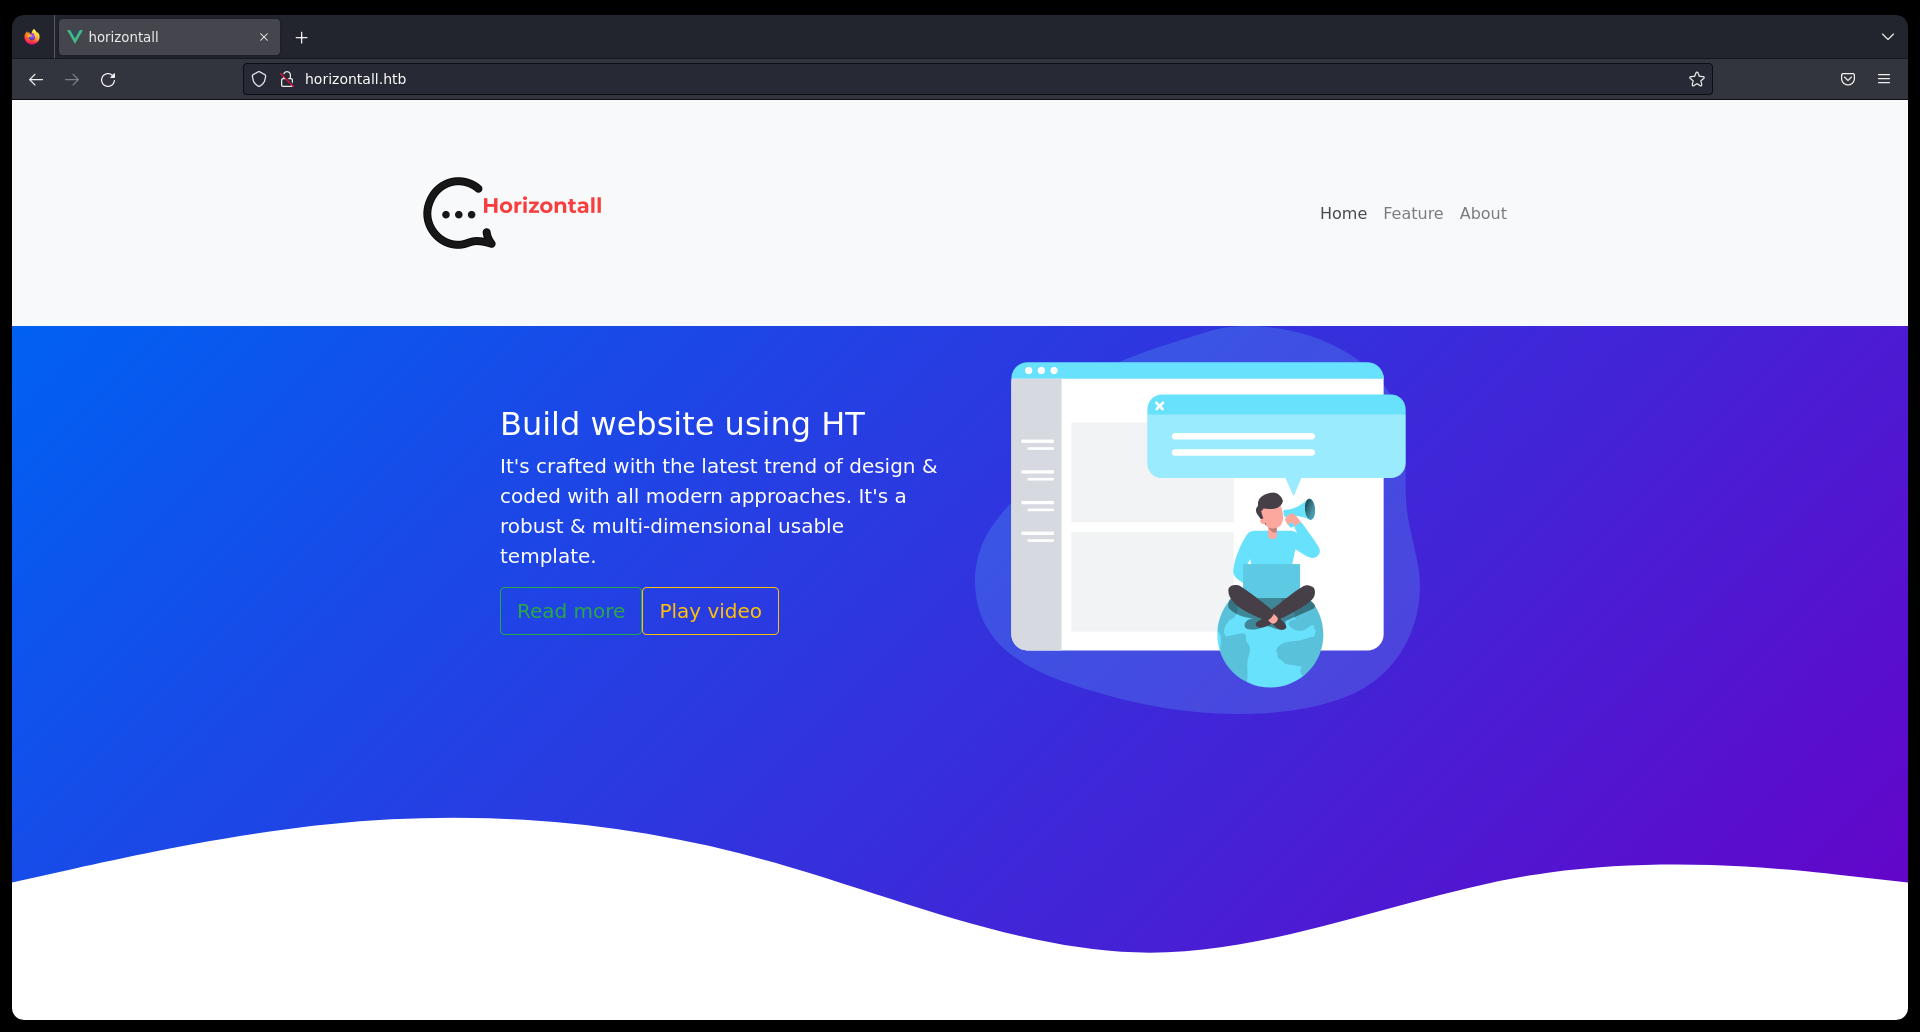 horizontall
horizontall.htb
Horizontall
Home Feature About
Build website using HT
It's crafted with the latest trend of design &
coded with all modern approaches. It's a
robust & multi-dimensional usable
template.
Read more Play video